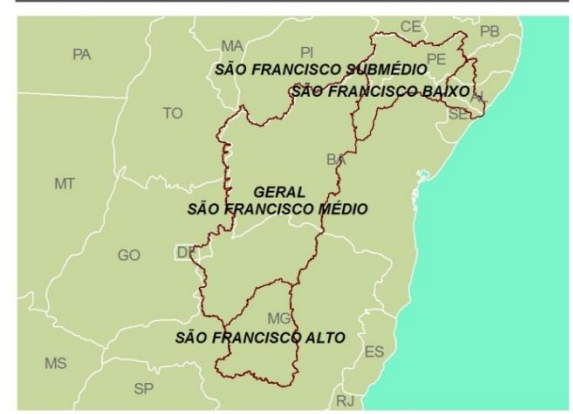 CE
PB
MA
PI
PA
PE
SÃO FRANCISCO SUBMÉDIO
SÃO FRANCISCO BAIXO
AL
TO
SE
BA
MT
GERAL
SÃO FRANCISCO MÉDIO
GO
DF
MG
SÃO FRANCISCO ALTO
ES
MS
SP
RJ